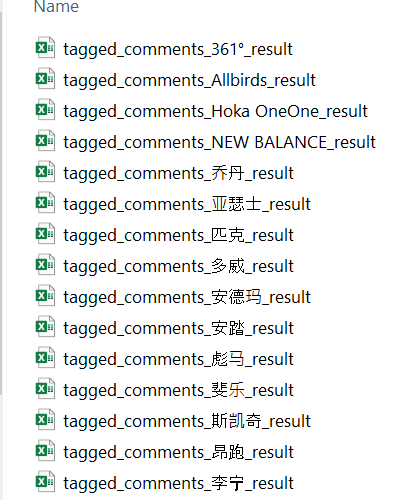 Name
tagged_comments_361°_result
tagged_comments_Allbirds_result
tagged_comments_Hoka OneOne_result
tagged_comments_NEW BALANCE_result
tagged_comments_乔丹_result
tagged_comments_亚瑟士_result
tagged_comments_匹克_result
tagged_comments_多威_result
tagged_comments_安德玛_result
tagged_comments_安踏_result
tagged_comments_彪马_result
tagged_comments_斐乐_result
tagged_comments_斯凯奇_result
tagged_comments_昂跑_result
tagged_comments_李宁_result